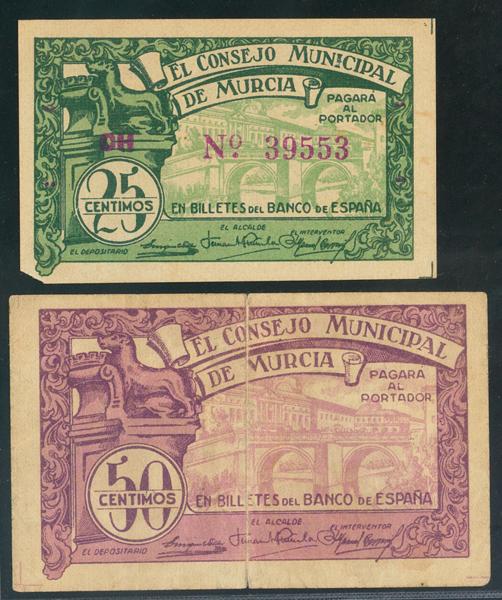 EL CONSEJO MUNICIPAL
DE MURCIA
PAGARÁ
AL
PORTADOR
DH
Nº 39553
25
CENTIMOS
EN BILLETES DEL BANCO DE ESPAÑA
EL DEPOSITARIO
EL ALCALDE
EL INTERVENTOR
EL CONSEJO MUNICIPAL
DE MURCIA
PAGARÁ
AL
PORTADOR
50
CENTIMOS
EN BILLETES DEL BANCO DE ESPAÑA
EL DEPOSITARIO
EL ALCALDE
EL INTERVENTOR